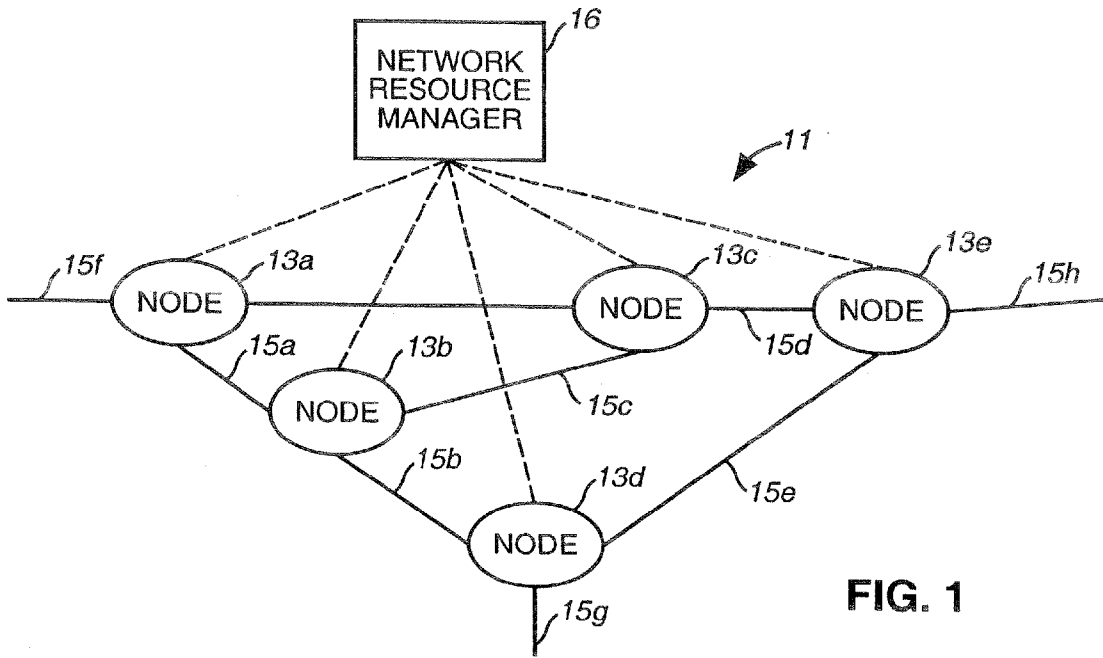 16
NETWORK
RESOURCE
MANAGER
11
15f
13a
13c
13e
15h
NODE
NODE
NODE
15a
13b
15d
NODE
15c
15b
13d
15e
NODE
FIG. 1
15g